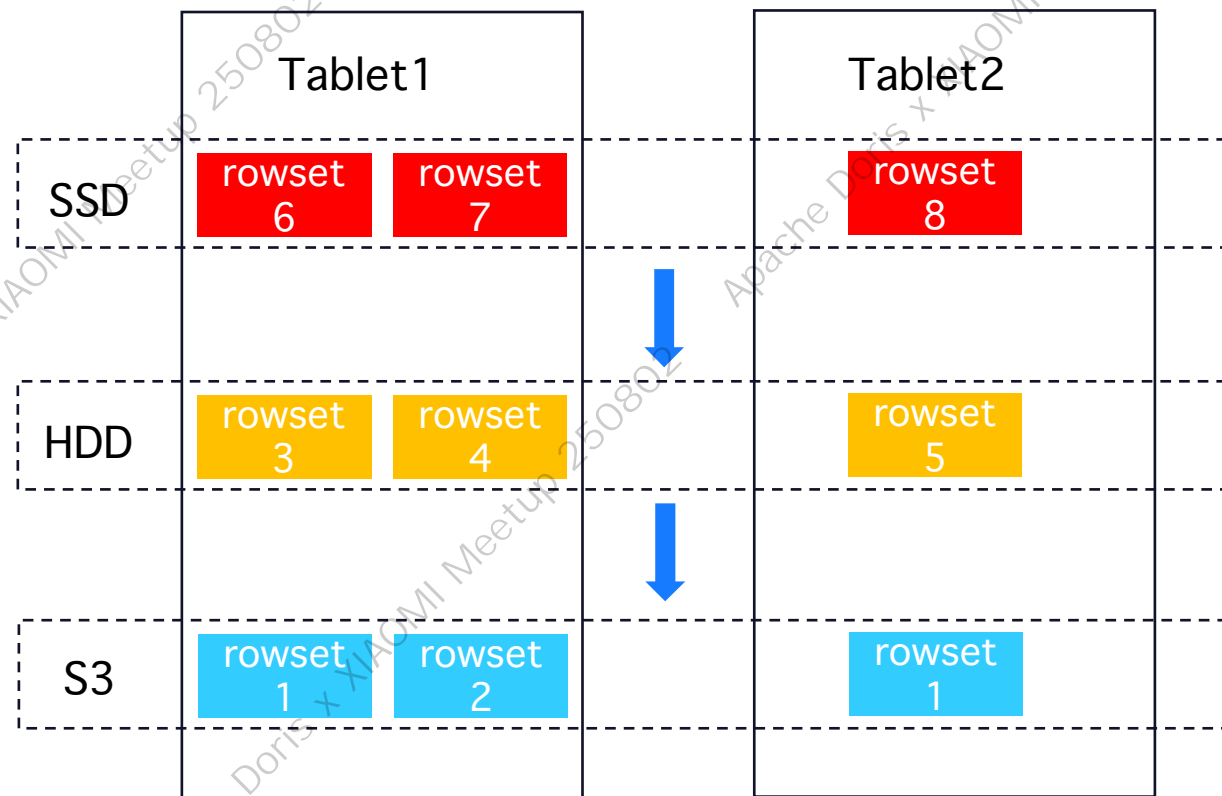 Tablet1
Tablet2
SSD
rowset
6
rowset
7
rowset
8
HDD
rowset
3
rowset
4
rowset
5
S3
rowset
1
rowset
2
rowset
1
XIAOMI Meetup 250802
Apache Doris x XIAOMI
Doris x XIAOMI Meetup 250802